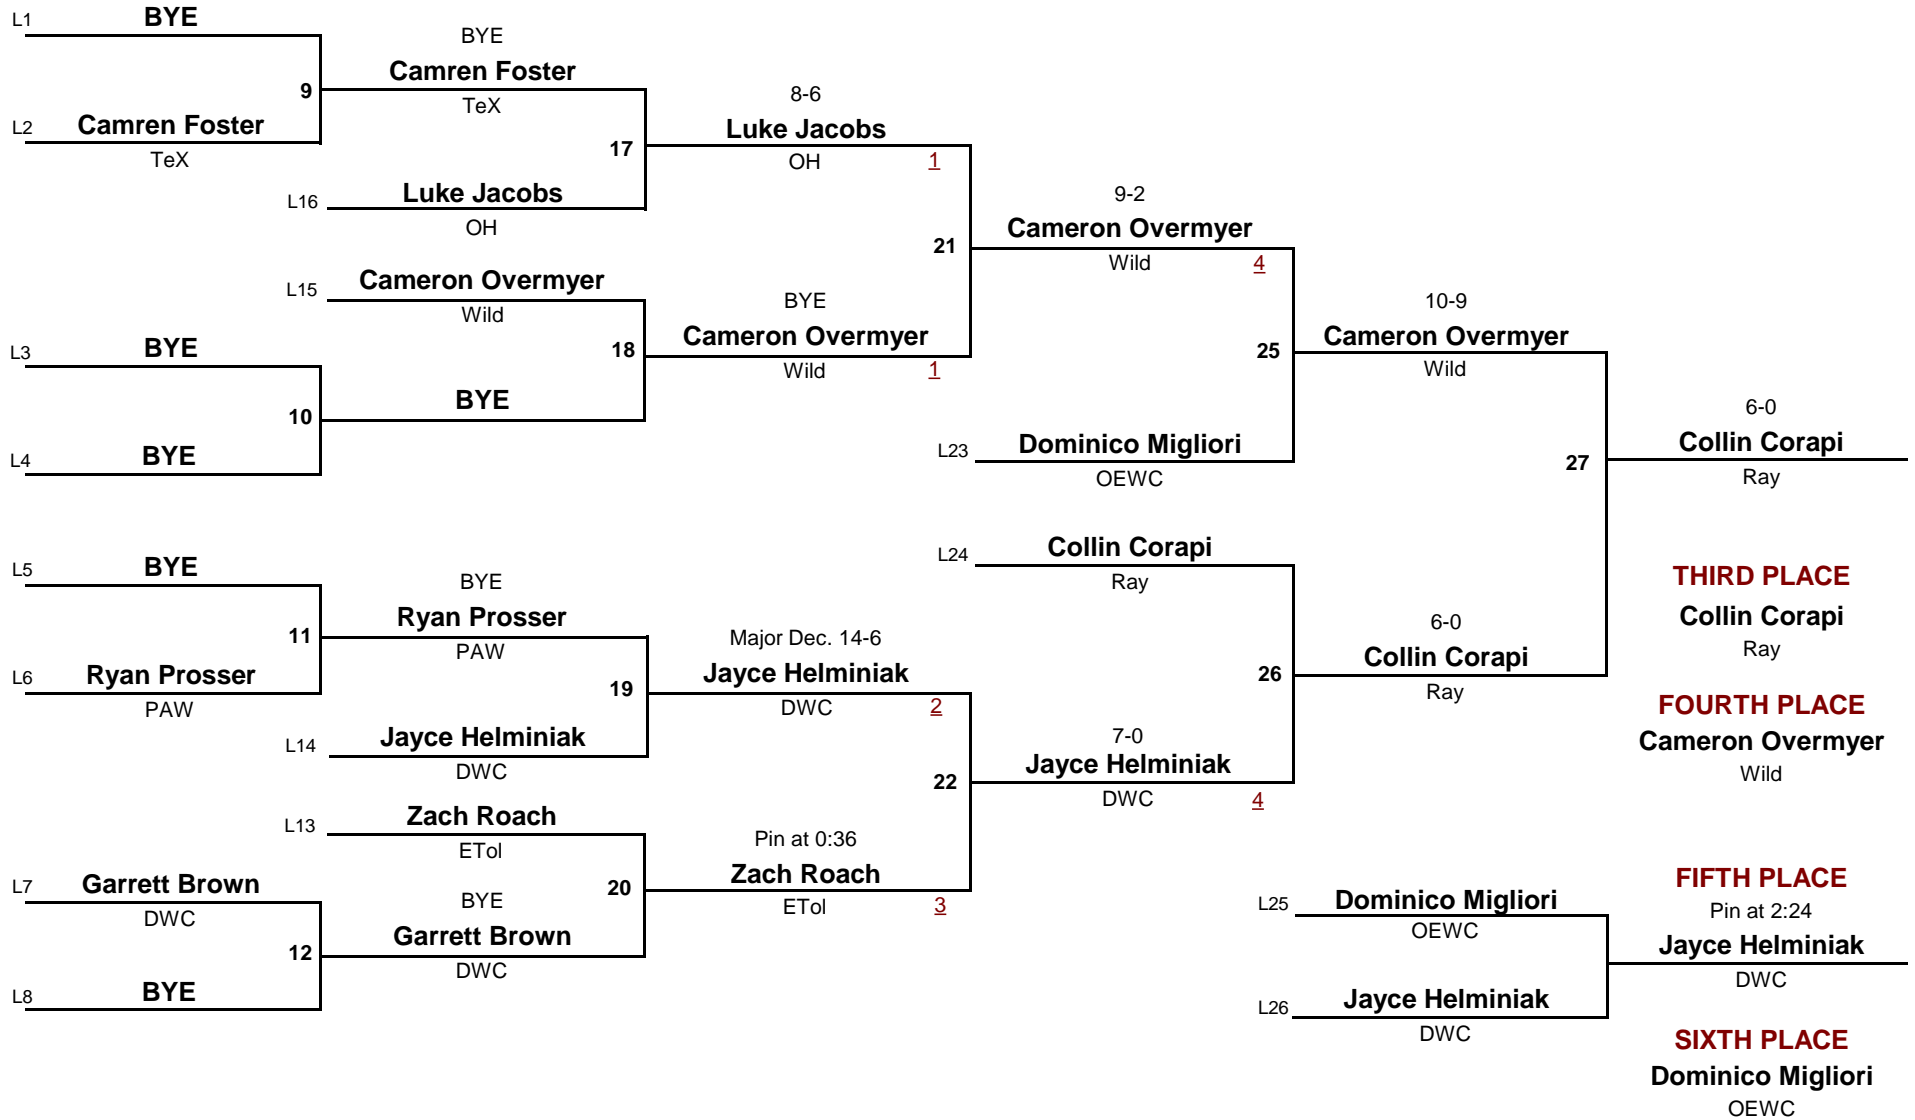 L1 BYE
BYE
Camren Foster
9
TeX
L2 Camren Foster
TeX
8-6
Luke Jacobs
17
OH 1
L16 Luke Jacobs
OH
9-2
Cameron Overmyer
21
Wild 4
L15 Cameron Overmyer
Wild
BYE
Cameron Overmyer
18
Wild 1
L3 BYE
10
BYE
L4 BYE
10-9
Cameron Overmyer
25
Wild
L23 Dominico Migliori
OEWC
6-0
Collin Corapi
27
Ray
L24 Collin Corapi
Ray
L5 BYE
BYE
Ryan Prosser
11
PAW
L6 Ryan Prosser
PAW
Major Dec. 14-6
Jayce Helminiak
19
DWC 2
L14 Jayce Helminiak
DWC
6-0
Collin Corapi
26
Ray
7-0
Jayce Helminiak
22
DWC 4
L13 Zach Roach
ETol
Pin at 0:36
Zach Roach
20
ETol 3
L7 Garrett Brown
DWC
BYE
Garrett Brown
12
DWC
L8 BYE
THIRD PLACE
Collin Corapi
Ray
FOURTH PLACE
Cameron Overmyer
Wild
L25 Dominico Migliori
OEWC
L26 Jayce Helminiak
DWC
FIFTH PLACE
Pin at 2:24
Jayce Helminiak
DWC
SIXTH PLACE
Dominico Migliori
OEWC